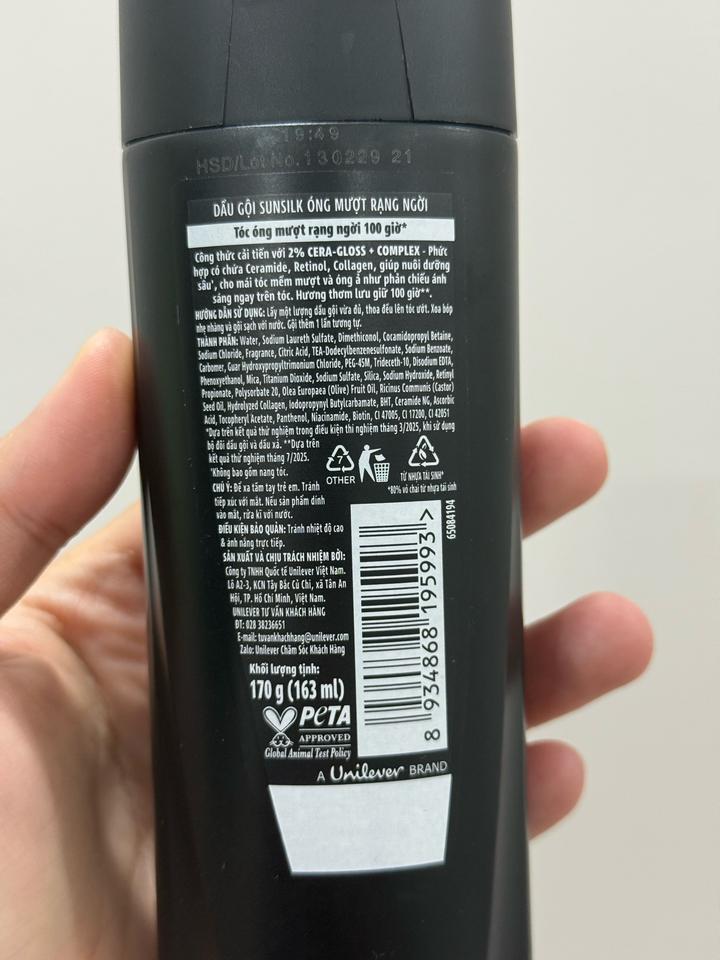 19:49
HSD/Lot No. 130229 21
DẦU GỘI SUNSILK ÓNG MƯỢT RẠNG NGỜI
Tóc óng mượt rạng ngời 100 giờ*
Công thức cải tiến với 2% CERA-GLOSS + COMPLEX - Phức
hợp có chứa Ceramide, Retinol, Collagen, giúp nuôi dưỡng
sâu', cho mái tóc mềm mượt và óng ả như phản chiếu ánh
sáng ngay trên tóc. Hương thơm lưu giữ 100 giờ**.
HƯỚNG DẪN SỬ DỤNG: Lấy một lượng dầu gội vừa đủ, thoa đều lên tóc ướt. Xoa bóp
nhẹ nhàng và gội sạch với nước. Gội thêm 1 lần tương tự.
THÀNH PHẦN: Water, Sodium Laureth Sulfate, Dimethiconol, Cocamidopropyl Betaine,
Sodium Chloride, Fragrance, Citric Acid, TEA-Dodecylbenzenesulfonate, Sodium Benzoate,
Carbomer, Guar Hydroxypropyltrimonium Chloride, PEG-45M, Trideceth-10, Disodium EDTA,
Phenoxyethanol, Mica, Titanium Dioxide, Sodium Sulfate, Silica, Sodium Hydroxide, Retinyl
Propionate, Polysorbate 20, Olea Europaea (Olive) Fruit Oil, Ricinus Communis (Castor)
Seed Oil, Hydrolyzed Collagen, Iodopropynyl Butylcarbamate, BHT, Ceramide NG, Ascorbic
Acid, Tocopheryl Acetate, Panthenol, Niacinamide, Biotin, CI 47005, CI 17200, CI 42051
*Dựa trên kết quả thử nghiệm trong điều kiện thí nghiệm tháng 3/2025, khi sử dụng
bộ đôi dầu gội và dầu xả. **Dựa trên
kết quả thử nghiệm tháng 7/2025.
'Không bao gồm nang tóc.
CHÚ Ý: Để xa tầm tay trẻ em. Tránh
tiếp xúc với mắt. Nếu sản phẩm dính
vào mắt, rửa kĩ với nước.
ĐIỀU KIỆN BẢO QUẢN: Tránh nhiệt độ cao
& ánh nắng trực tiếp.
SẢN XUẤT VÀ CHỊU TRÁCH NHIỆM BỞI:
Công ty TNHH Quốc tế Unilever Việt Nam.
Lô A2-3, KCN Tây Bắc Củ Chi, xã Tân An
Hội, TP. Hồ Chí Minh, Việt Nam.
UNILEVER TƯ VẤN KHÁCH HÀNG
ĐT: 028 38236651
E-mail: tuvankhachhang@unilever.com
Zalo: Unilever Chăm Sóc Khách Hàng
Khối lượng tịnh:
170 g (163 ml)
7
OTHER
TỪ NHỰA TÁI SINH*
*80% vỏ chai từ nhựa tái sinh
65084194
8 934868 195993 >
PETA
APPROVED
Global Animal Test Policy
A Unilever BRAND